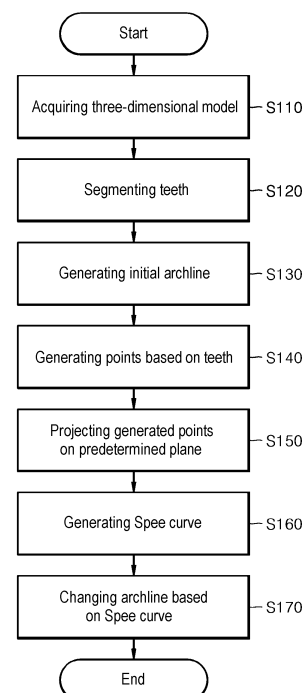 Start
Acquiring three-dimensional model S110
Segmenting teeth S120
Generating initial archline S130
Generating points based on teeth S140
Projecting generated points
on predetermined plane S150
Generating Spee curve S160
Changing archline based
on Spee curve S170
End